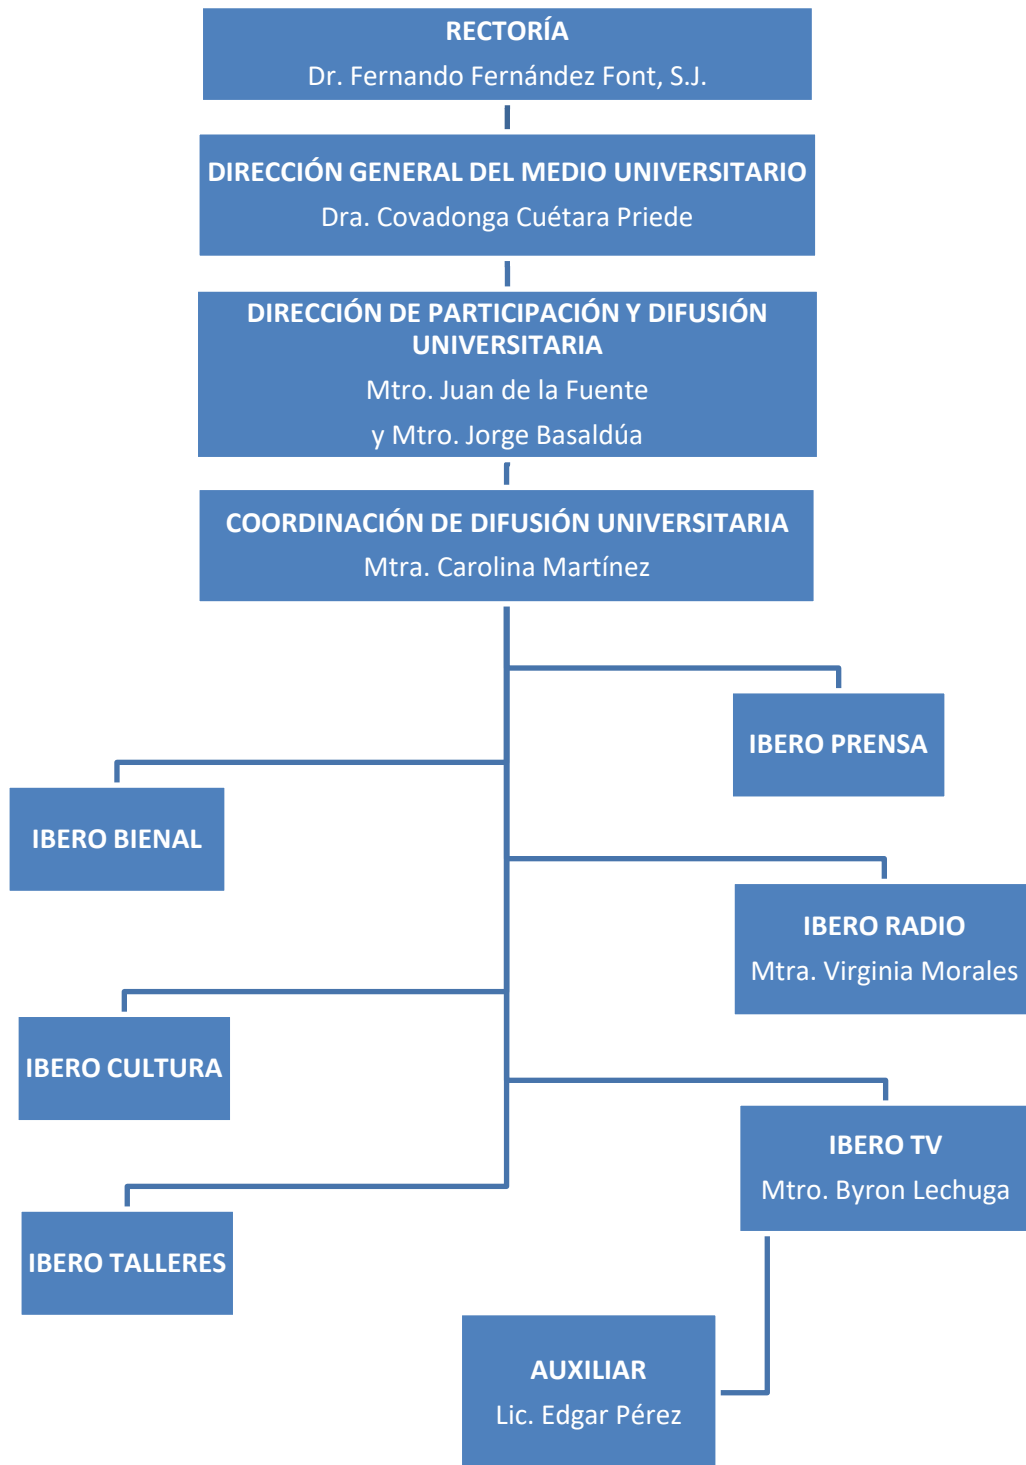 RECTORÍA
Dr. Fernando Fernández Font, S.J.
DIRECCIÓN GENERAL DEL MEDIO UNIVERSITARIO
Dra. Covadonga Cuétara Priede
DIRECCIÓN DE PARTICIPACIÓN Y DIFUSIÓN
UNIVERSITARIA
Mtro. Juan de la Fuente
y Mtro. Jorge Basaldúa
COORDINACIÓN DE DIFUSIÓN UNIVERSITARIA
Mtra. Carolina Martínez
IBERO PRENSA
IBERO BIENAL
IBERO RADIO
Mtra. Virginia Morales
IBERO CULTURA
IBERO TV
Mtro. Byron Lechuga
IBERO TALLERES
AUXILIAR
Lic. Edgar Pérez